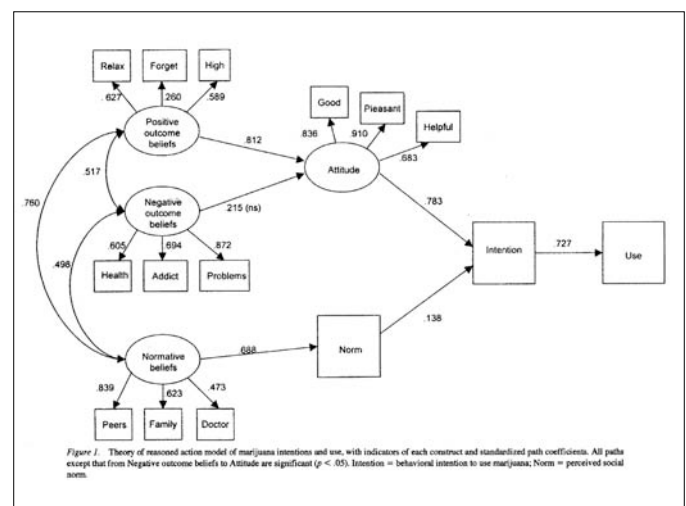 Relax Forget High
.627 .260 .589
Positive
outcome
beliefs
Good Pleasant Helpful
.836 .910 .683
.812
Attitude
.760
.517
Negative
outcome
beliefs
215 (ns)
.783
.605 .694 .872
.498
Health Addict Problems
Intention
.727
Use
.138
Normative
beliefs
688
Norm
.839 .623 .473
Peers Family Doctor
Figure 1. Theory of reasoned action model of marijuana intentions and use, with indicators of each construct and standardized path coefficients. All paths
except that from Negative outcome beliefs to Attitude are significant (p < .05). Intention = behavioral intention to use marijuana; Norm = perceived social
norm.